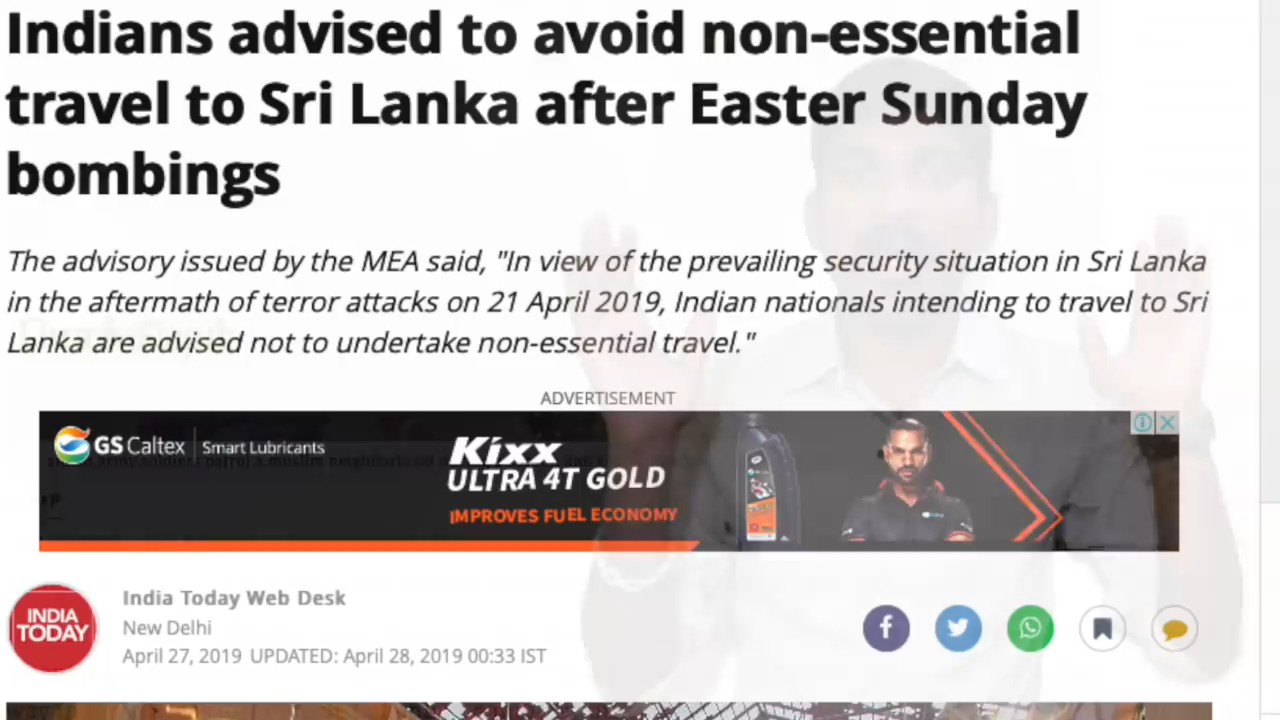 Indians advised to avoid non-essential
travel to Sri Lanka after Easter Sunday
bombings
The advisory issued by the MEA said, "In view of the prevailing security situation in Sri Lanka
in the aftermath of terror attacks on 21 April 2019, Indian nationals intending to travel to Sri
Lanka are advised not to undertake non-essential travel."
ADVERTISEMENT
GS Caltex | Smart Lubricants
Kixx
ULTRA 4T GOLD
IMPROVES FUEL ECONOMY
INDIA
TODAY
India Today Web Desk
New Delhi
April 27, 2019 UPDATED: April 28, 2019 00:33 IST